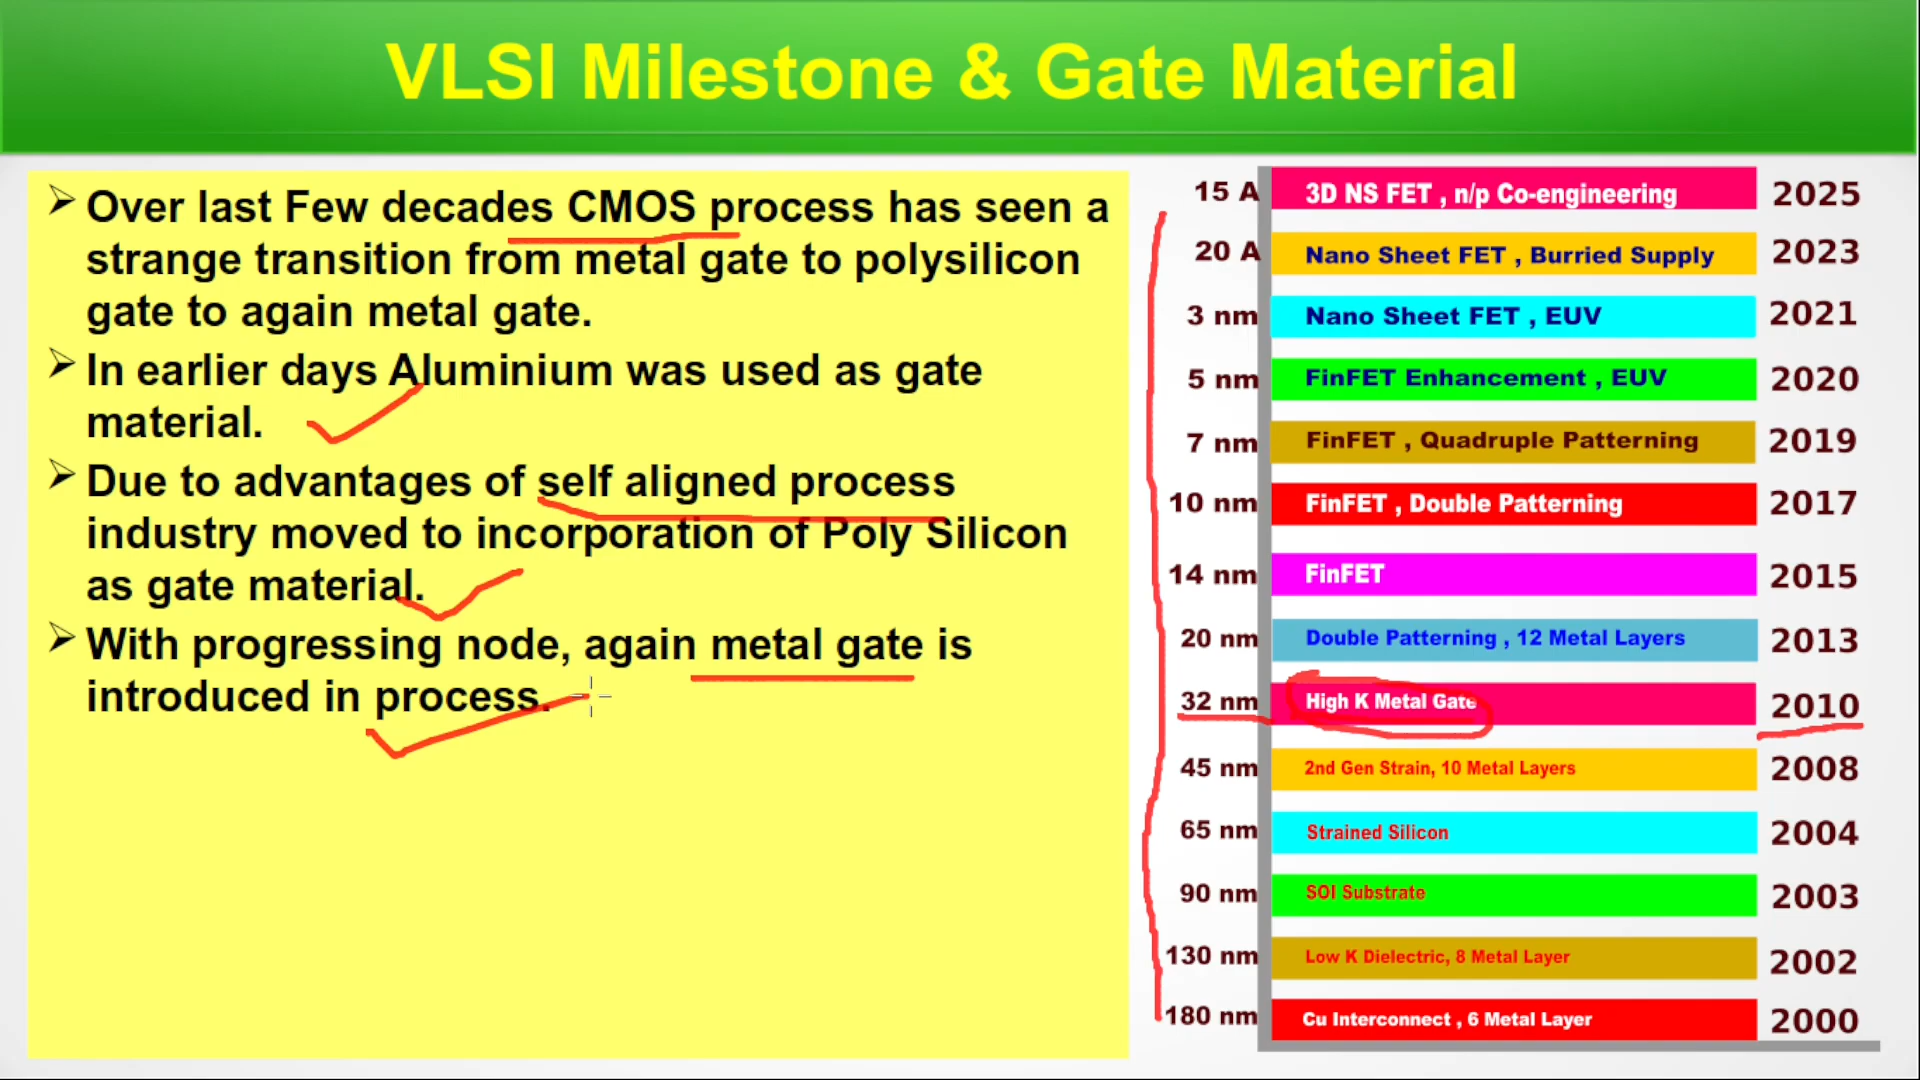 VLSI Milestone & Gate Material
Over last Few decades CMOS process has seen a
strange transition from metal gate to polysilicon
gate to again metal gate.
In earlier days Aluminium was used as gate
material.
Due to advantages of self aligned process
industry moved to incorporation of Poly Silicon
as gate material.
With progressing node, again metal gate is
introduced in process.
15 A 3D NS FET , n/p Co-engineering 2025
20 A Nano Sheet FET , Burried Supply 2023
3 nm Nano Sheet FET , EUV 2021
5 nm FinFET Enhancement , EUV 2020
7 nm FinFET , Quadruple Patterning 2019
10 nm FinFET , Double Patterning 2017
14 nm FinFET 2015
20 nm Double Patterning , 12 Metal Layers 2013
32 nm High K Metal Gate 2010
45 nm 2nd Gen Strain, 10 Metal Layers 2008
65 nm Strained Silicon 2004
90 nm SOI Substrate 2003
130 nm Low K Dielectric, 8 Metal Layer 2002
180 nm Cu Interconnect , 6 Metal Layer 2000